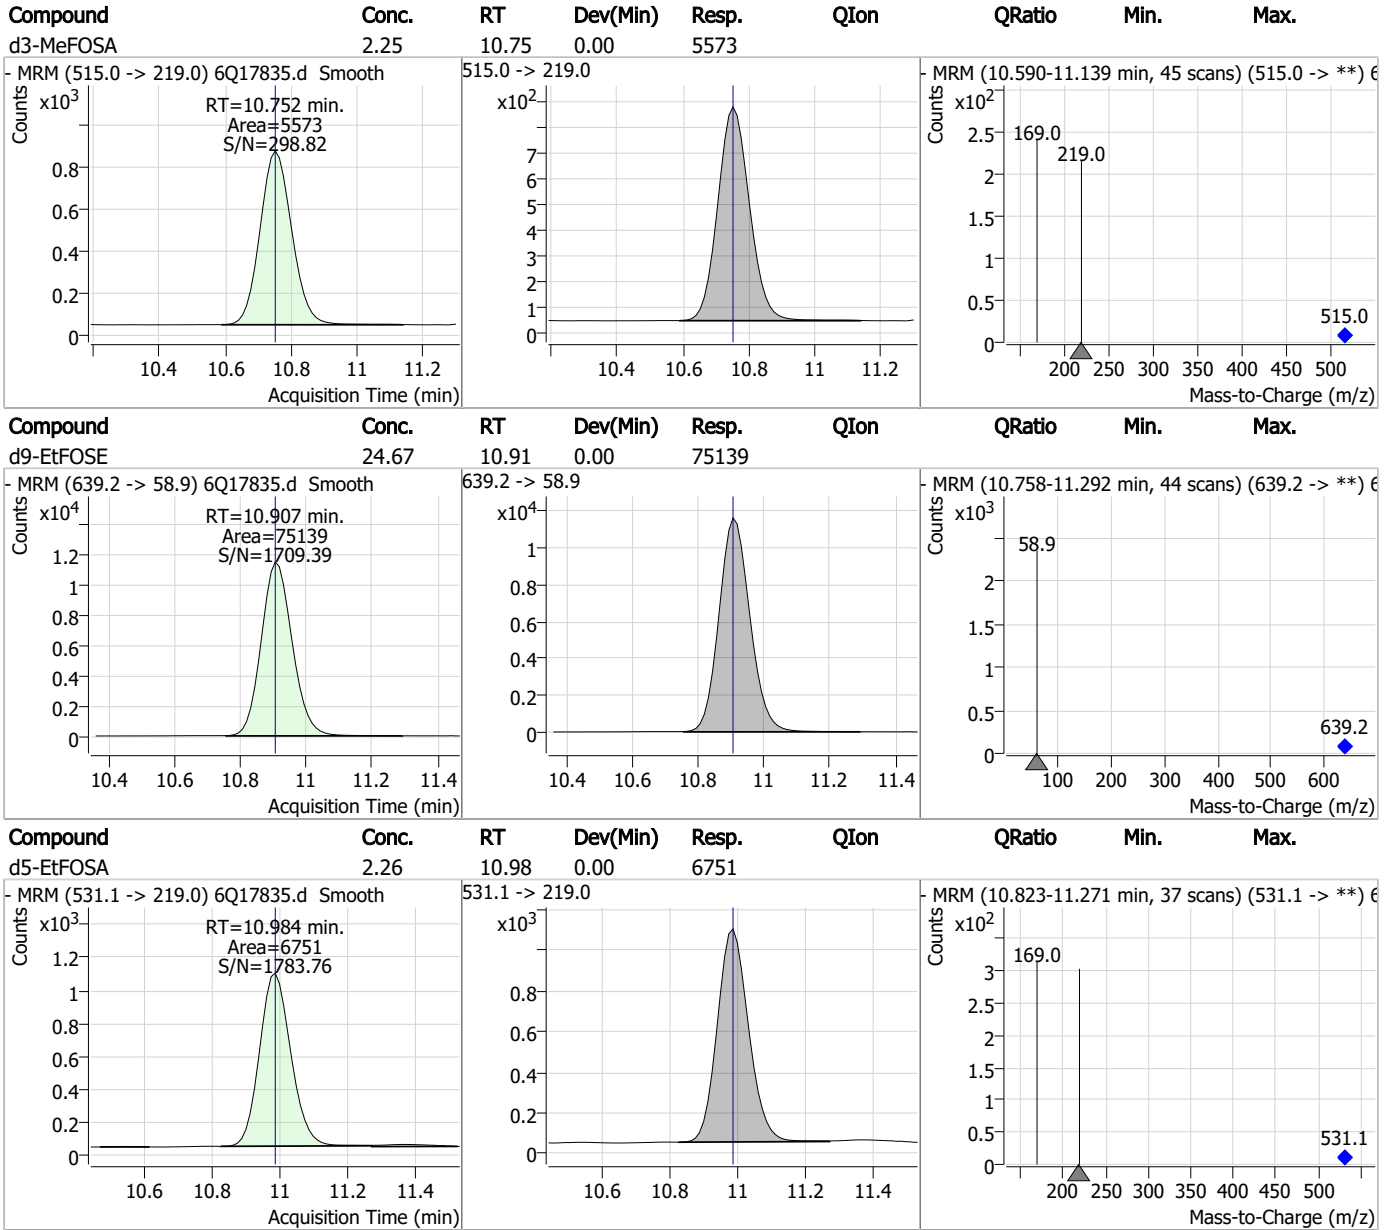 Compound Conc. RT Dev(Min) Resp. QIon QRatio Min. Max.
d3-MeFOSA 2.25 10.75 0.00 5573
- MRM (515.0 -> 219.0) 6Q17835.d Smooth
Counts
x10³
RT=10.752 min.
Area=5573
S/N=298.82
0.8
0.6
0.4
0.2
0
10.4 10.6 10.8 11 11.2
Acquisition Time (min)
515.0 -> 219.0
x10²
7
6
5
4
3
2
1
0
10.4 10.6 10.8 11 11.2
- MRM (10.590-11.139 min, 45 scans) (515.0 -> **) 6
Counts
x10²
2.5
2
1.5
1
0.5
0
169.0
219.0
515.0
200 250 300 350 400 450 500
Mass-to-Charge (m/z)
Compound Conc. RT Dev(Min) Resp. QIon QRatio Min. Max.
d9-EtFOSE 24.67 10.91 0.00 75139
- MRM (639.2 -> 58.9) 6Q17835.d Smooth
Counts
x10⁴
RT=10.907 min.
Area=75139
S/N=1709.39
1.2
1
0.8
0.6
0.4
0.2
0
10.4 10.6 10.8 11 11.2 11.4
Acquisition Time (min)
639.2 -> 58.9
x10⁴
1
0.8
0.6
0.4
0.2
0
10.4 10.6 10.8 11 11.2 11.4
- MRM (10.758-11.292 min, 44 scans) (639.2 -> **) 6
Counts
x10³
2
1.5
1
0.5
0
58.9
639.2
100 200 300 400 500 600
Mass-to-Charge (m/z)
Compound Conc. RT Dev(Min) Resp. QIon QRatio Min. Max.
d5-EtFOSA 2.26 10.98 0.00 6751
- MRM (531.1 -> 219.0) 6Q17835.d Smooth
Counts
x10³
RT=10.984 min.
Area=6751
S/N=1783.76
1.2
1
0.8
0.6
0.4
0.2
0
10.6 10.8 11 11.2 11.4
Acquisition Time (min)
531.1 -> 219.0
x10³
0.8
0.6
0.4
0.2
0
10.6 10.8 11 11.2 11.4
- MRM (10.823-11.271 min, 37 scans) (531.1 -> **) 6
Counts
x10²
3
2.5
2
1.5
1
0.5
0
169.0
531.1
200 250 300 350 400 450 500
Mass-to-Charge (m/z)